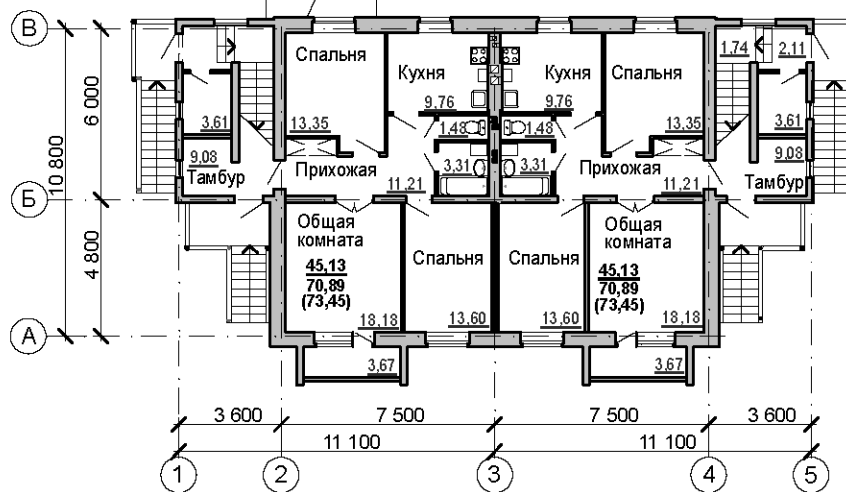 В
Спальня
Кухня
Кухня
Спальня
1,74
2,11
9,76
9,76
3,61
13,35
1,48
1,48
13,35
3,61
9,08
Тамбур
Прихожая
3,31
3,31
Прихожая
9,08
Тамбур
11,21
11,21
6 000
10 800
Б
Общая
комната
45,13
70,89
(73,45)
18,18
Спальня
13,60
Спальня
13,60
Общая
комната
45,13
70,89
(73,45)
18,18
4 800
А
3,67
3,67
3 600
7 500
7 500
3 600
11 100
11 100
1
2
3
4
5